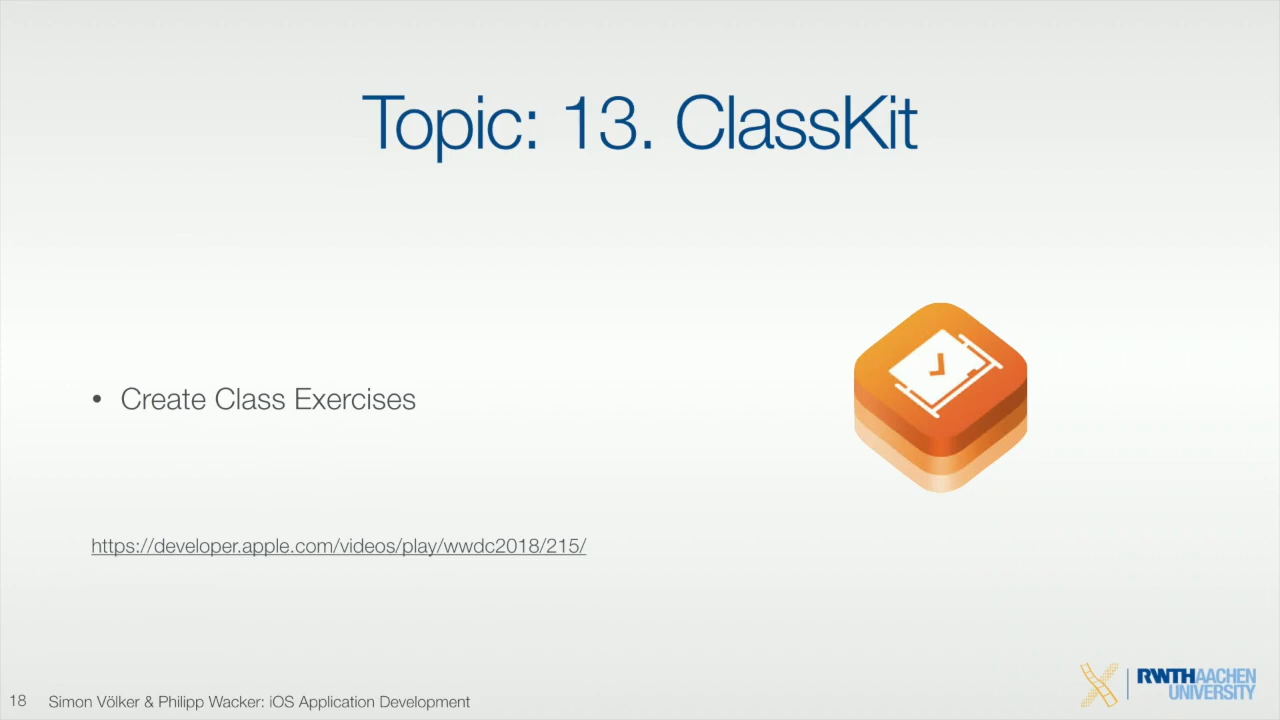 Topic: 13. ClassKit
• Create Class Exercises
https://developer.apple.com/videos/play/wwdc2018/215/
18 Simon Völker & Philipp Wacker: iOS Application Development
RWTHAACHEN
UNIVERSITY